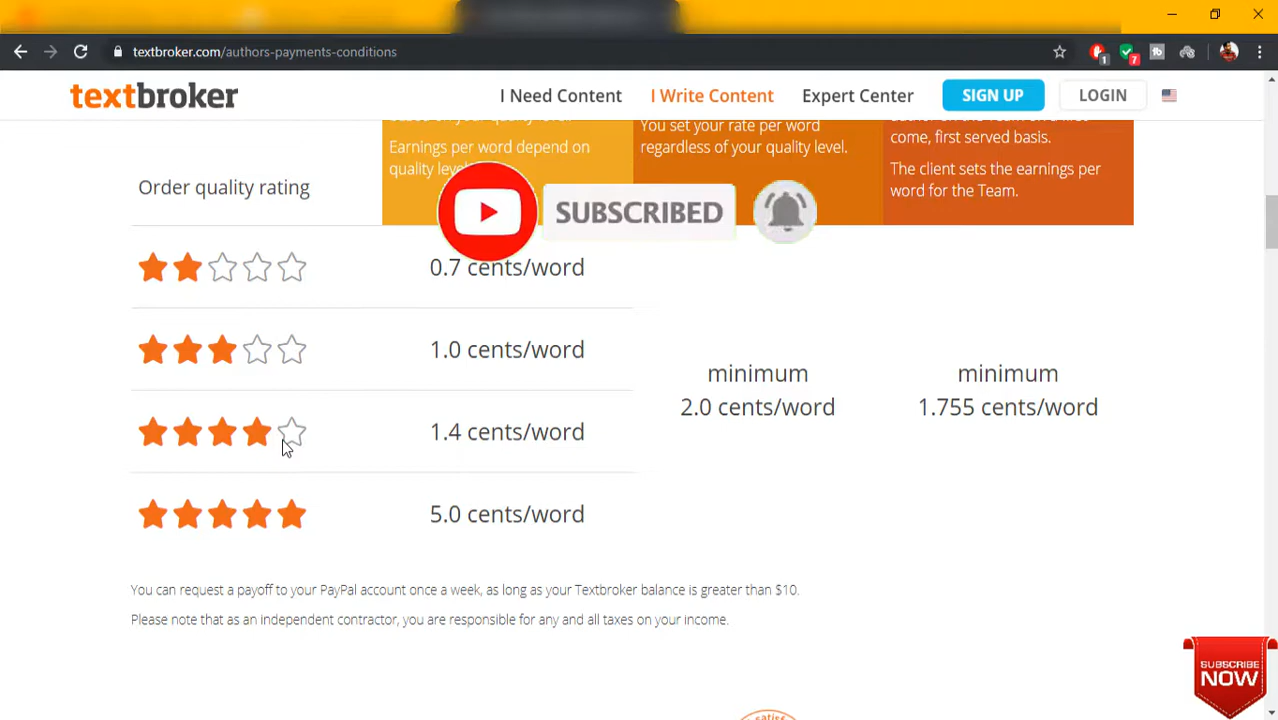 textbroker.com/authors-payments-conditions
1
7
textbroker
I Need Content
I Write Content
Expert Center
SIGN UP
LOGIN
Earnings per word depend on
quality
You set your rate per word
regardless of your quality level.
come, first served basis.
The client sets the earnings per
word for the Team.
Order quality rating
SUBSCRIBED
0.7 cents/word
1.0 cents/word
1.4 cents/word
5.0 cents/word
minimum
2.0 cents/word
minimum
1.755 cents/word
You can request a payoff to your PayPal account once a week, as long as your Textbroker balance is greater than $10.
Please note that as an independent contractor, you are responsible for any and all taxes on your income.
SUBSCRIBE
NOW